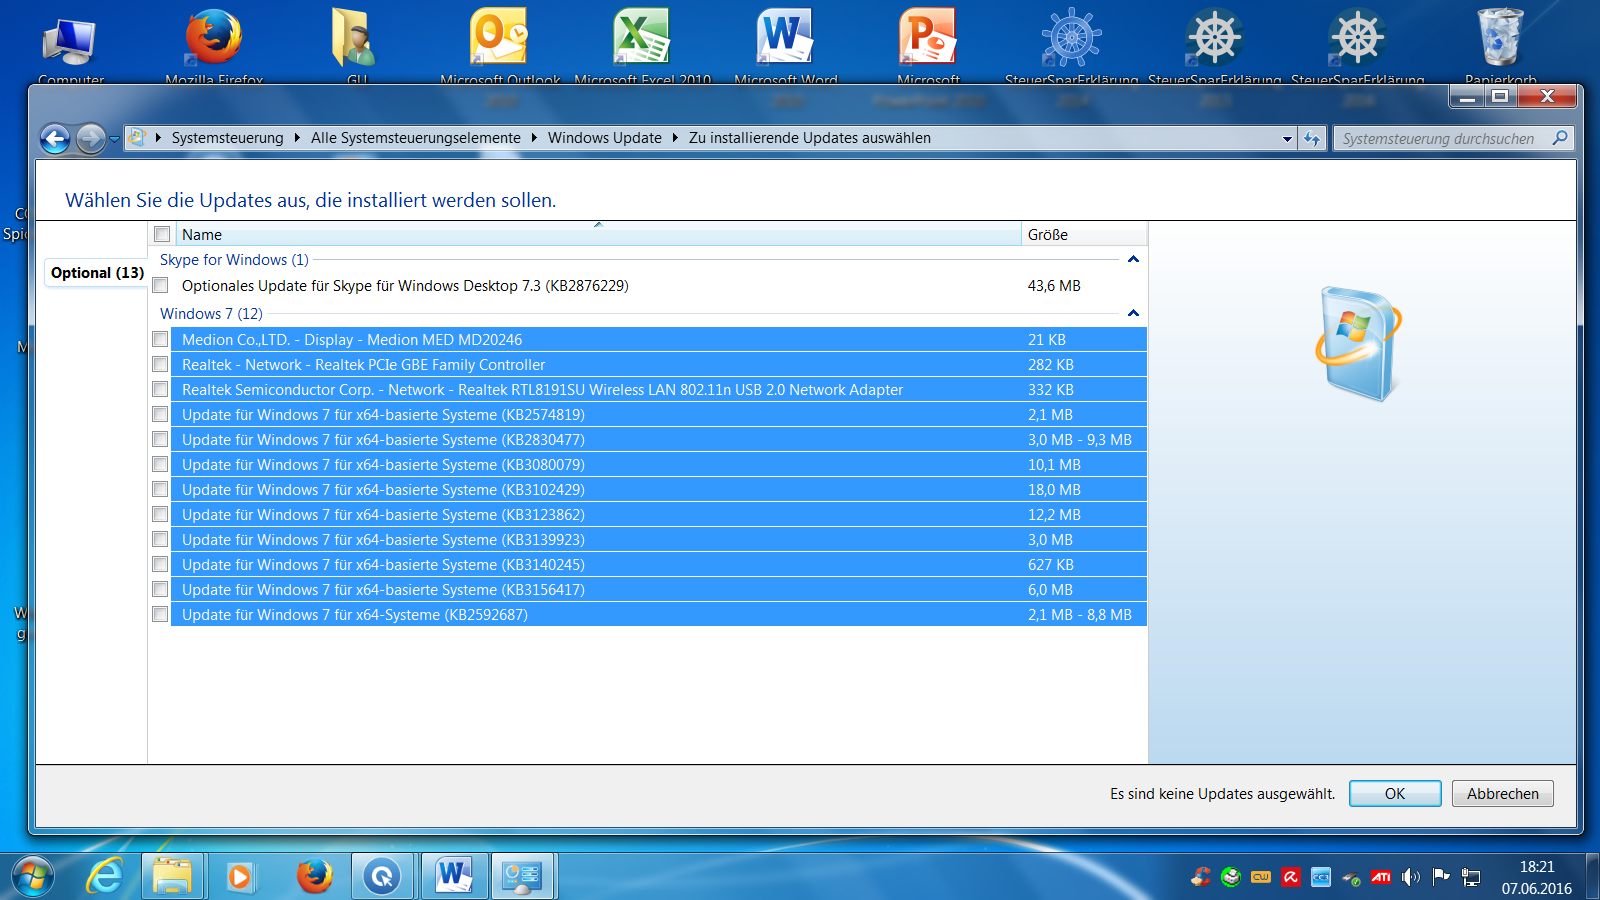 Computer
Mozilla Firefox
GU
Microsoft Outlook
Microsoft Excel 2010
Microsoft Word
Microsoft
SteuerSparErklärung
SteuerSparErklärung
SteuerSparErklärung
Papierkorb
Systemsteuerung Alle Systemsteuerungselemente Windows Update Zu installierende Updates auswählen
Systemsteuerung durchsuchen
Wählen Sie die Updates aus, die installiert werden sollen.
Optional (13)
Name Größe
Skype for Windows (1)
Optionales Update für Skype für Windows Desktop 7.3 (KB2876229) 43,6 MB
Windows 7 (12)
Medion Co.,LTD. - Display - Medion MED MD20246 21 KB
Realtek - Network - Realtek PCIe GBE Family Controller 282 KB
Realtek Semiconductor Corp. - Network - Realtek RTL8191SU Wireless LAN 802.11n USB 2.0 Network Adapter 332 KB
Update für Windows 7 für x64-basierte Systeme (KB2574819) 2,1 MB
Update für Windows 7 für x64-basierte Systeme (KB2830477) 3,0 MB - 9,3 MB
Update für Windows 7 für x64-basierte Systeme (KB3080079) 10,1 MB
Update für Windows 7 für x64-basierte Systeme (KB3102429) 18,0 MB
Update für Windows 7 für x64-basierte Systeme (KB3123862) 12,2 MB
Update für Windows 7 für x64-basierte Systeme (KB3139923) 3,0 MB
Update für Windows 7 für x64-basierte Systeme (KB3140245) 627 KB
Update für Windows 7 für x64-basierte Systeme (KB3156417) 6,0 MB
Update für Windows 7 für x64-Systeme (KB2592687) 2,1 MB - 8,8 MB
Es sind keine Updates ausgewählt.
OK
Abbrechen
ATI
18:21
07.06.2016